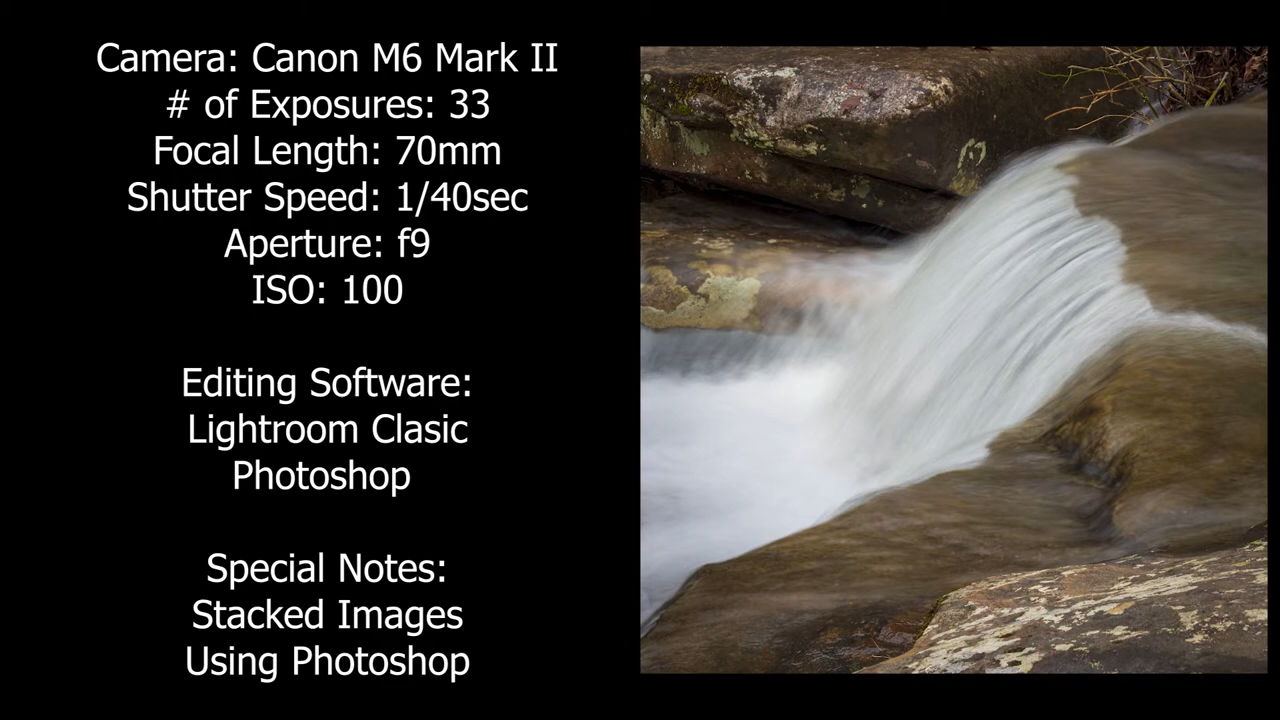 Camera: Canon M6 Mark II
# of Exposures: 33
Focal Length: 70mm
Shutter Speed: 1/40sec
Aperture: f9
ISO: 100
Editing Software:
Lightroom Clasic
Photoshop
Special Notes:
Stacked Images
Using Photoshop